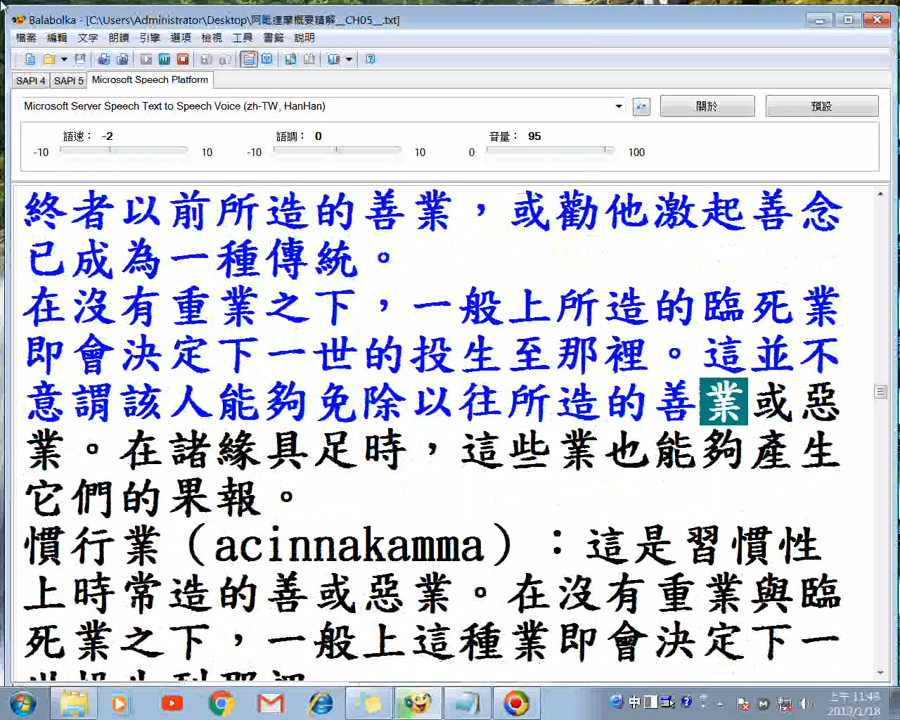 Balabolka - [C:\Users\Administrator\Desktop\阿毗達摩概要精解__CH05__.txt]
檔案 編輯 文字 朗讀 引擎 選項 檢視 工具 書籤 說明
SAPI 4 SAPI 5 Microsoft Speech Platform
Microsoft Server Speech Text to Speech Voice (zh-TW, HanHan) 關於 預設
語速： -2 語調： 0 音量： 95
-10 10 -10 10 0 100
終者以前所造的善業，或勸他激起善念
已成為一種傳統。
在沒有重業之下，一般上所造的臨死業
即會決定下一世的投生至那裡。這並不
意謂該人能夠免除以往所造的善業或惡
業。在諸緣具足時，這些業也能夠產生
它們的果報。
慣行業（acinnakamma）：這是習慣性
上時常造的善或惡業。在沒有重業與臨
死業之下，一般上這種業即會決定下一
中
上午 11:43
2019/1/18